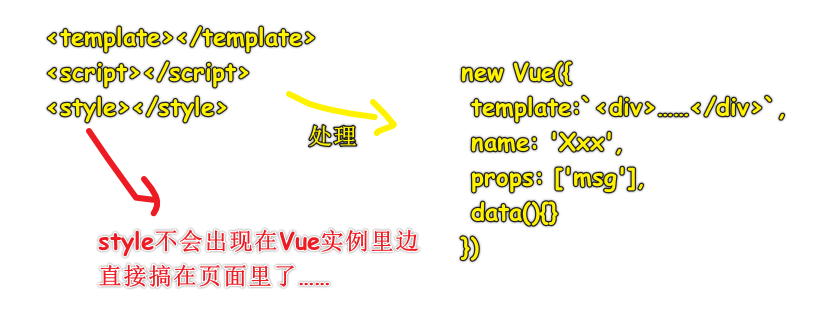 <template></template>
<script></script>
<style></style>
处理
new Vue({
template:`<div>......</div>`,
name: 'Xxx',
props: ['msg'],
data(){}
})
style不会出现在Vue实例里边
直接搞在页面里了......